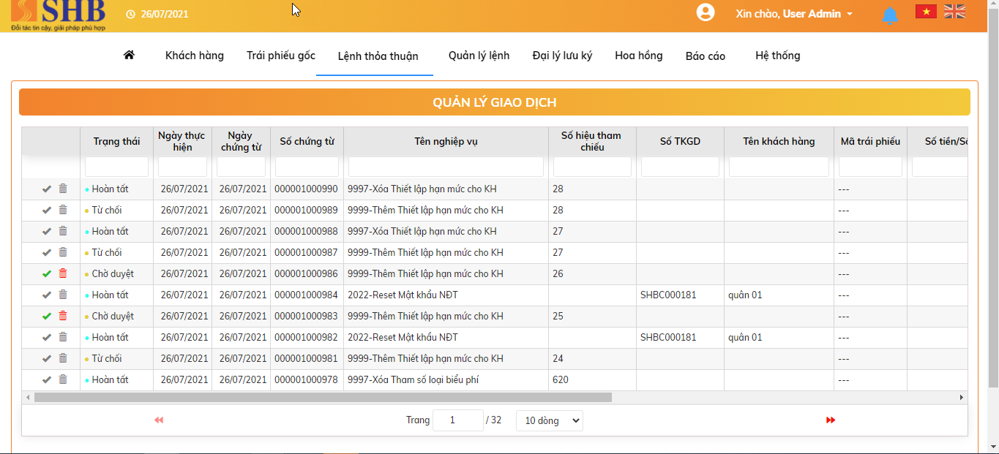 SHB
Đối tác tin cậy, giải pháp phù hợp
26/07/2021
Xin chào, User Admin
Khách hàng Trái phiếu gốc Lệnh thỏa thuận Quản lý lệnh Đại lý lưu ký Hoa hồng Báo cáo Hệ thống
QUẢN LÝ GIAO DỊCH
Trạng thái Ngày thực hiện Ngày chứng từ Số chứng từ Tên nghiệp vụ Số hiệu tham chiếu Số TKGD Tên khách hàng Mã trái phiếu Số tiền/Số
Hoàn tất 26/07/2021 26/07/2021 000001000990 9997-Xóa Thiết lập hạn mức cho KH 28 ---
Từ chối 26/07/2021 26/07/2021 000001000989 9999-Thêm Thiết lập hạn mức cho KH 28 ---
Hoàn tất 26/07/2021 26/07/2021 000001000988 9997-Xóa Thiết lập hạn mức cho KH 27 ---
Từ chối 26/07/2021 26/07/2021 000001000987 9999-Thêm Thiết lập hạn mức cho KH 27 ---
Chờ duyệt 26/07/2021 26/07/2021 000001000986 9999-Thêm Thiết lập hạn mức cho KH 26 ---
Hoàn tất 26/07/2021 26/07/2021 000001000984 2022-Reset Mật khẩu NĐT SHBC000181 quân 01 ---
Chờ duyệt 26/07/2021 26/07/2021 000001000983 9999-Thêm Thiết lập hạn mức cho KH 25 ---
Hoàn tất 26/07/2021 26/07/2021 000001000982 2022-Reset Mật khẩu NĐT SHBC000181 quân 01 ---
Từ chối 26/07/2021 26/07/2021 000001000981 9999-Thêm Thiết lập hạn mức cho KH 24 ---
Hoàn tất 26/07/2021 26/07/2021 000001000978 9997-Xóa Tham số loại biểu phí 620 ---
Trang 1 / 32 10 dòng